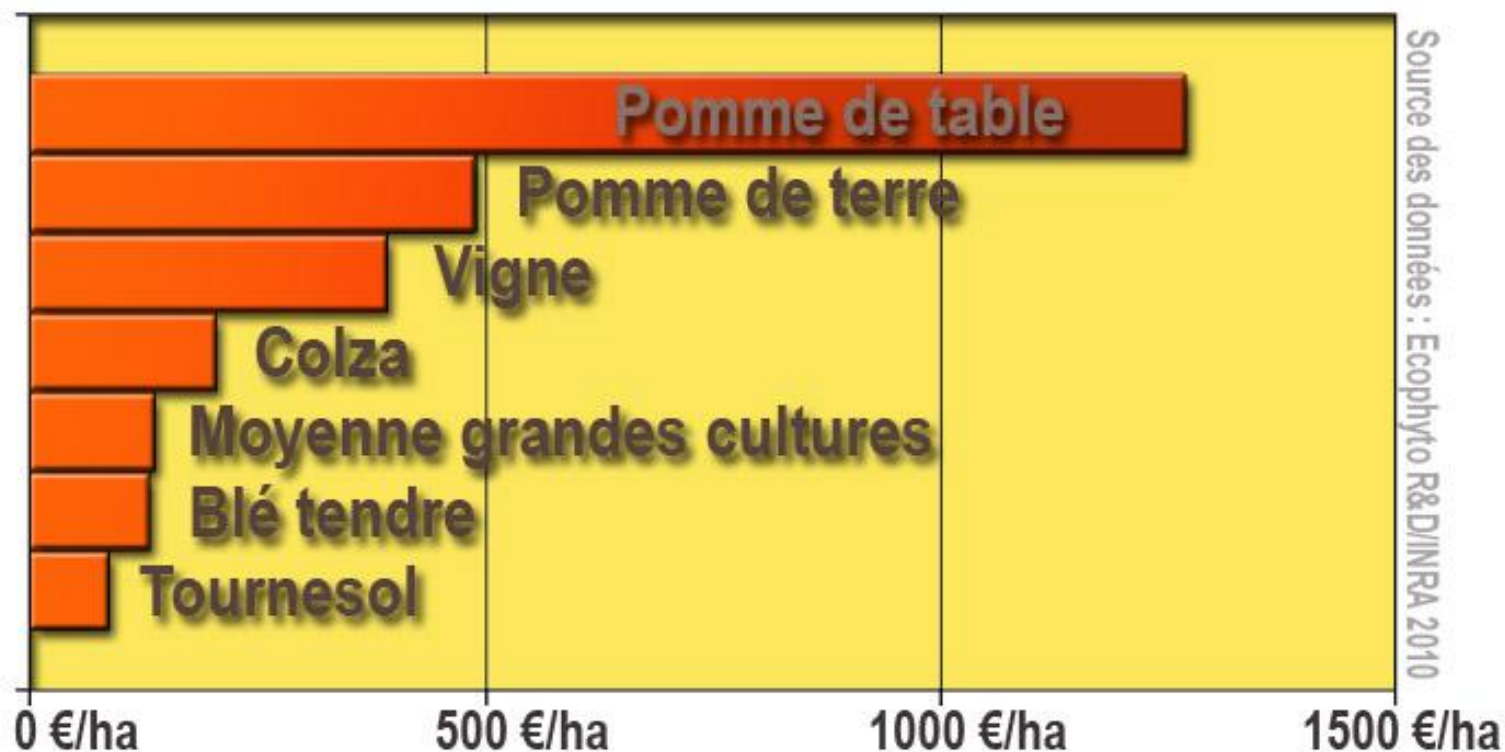 Pomme de table
Pomme de terre
Vigne
Colza
Moyenne grandes cultures
Blé tendre
Tournesol
0 €/ha
500 €/ha
1000 €/ha
1500 €/ha
Source des données : Ecophyto R&D/INRA 2010